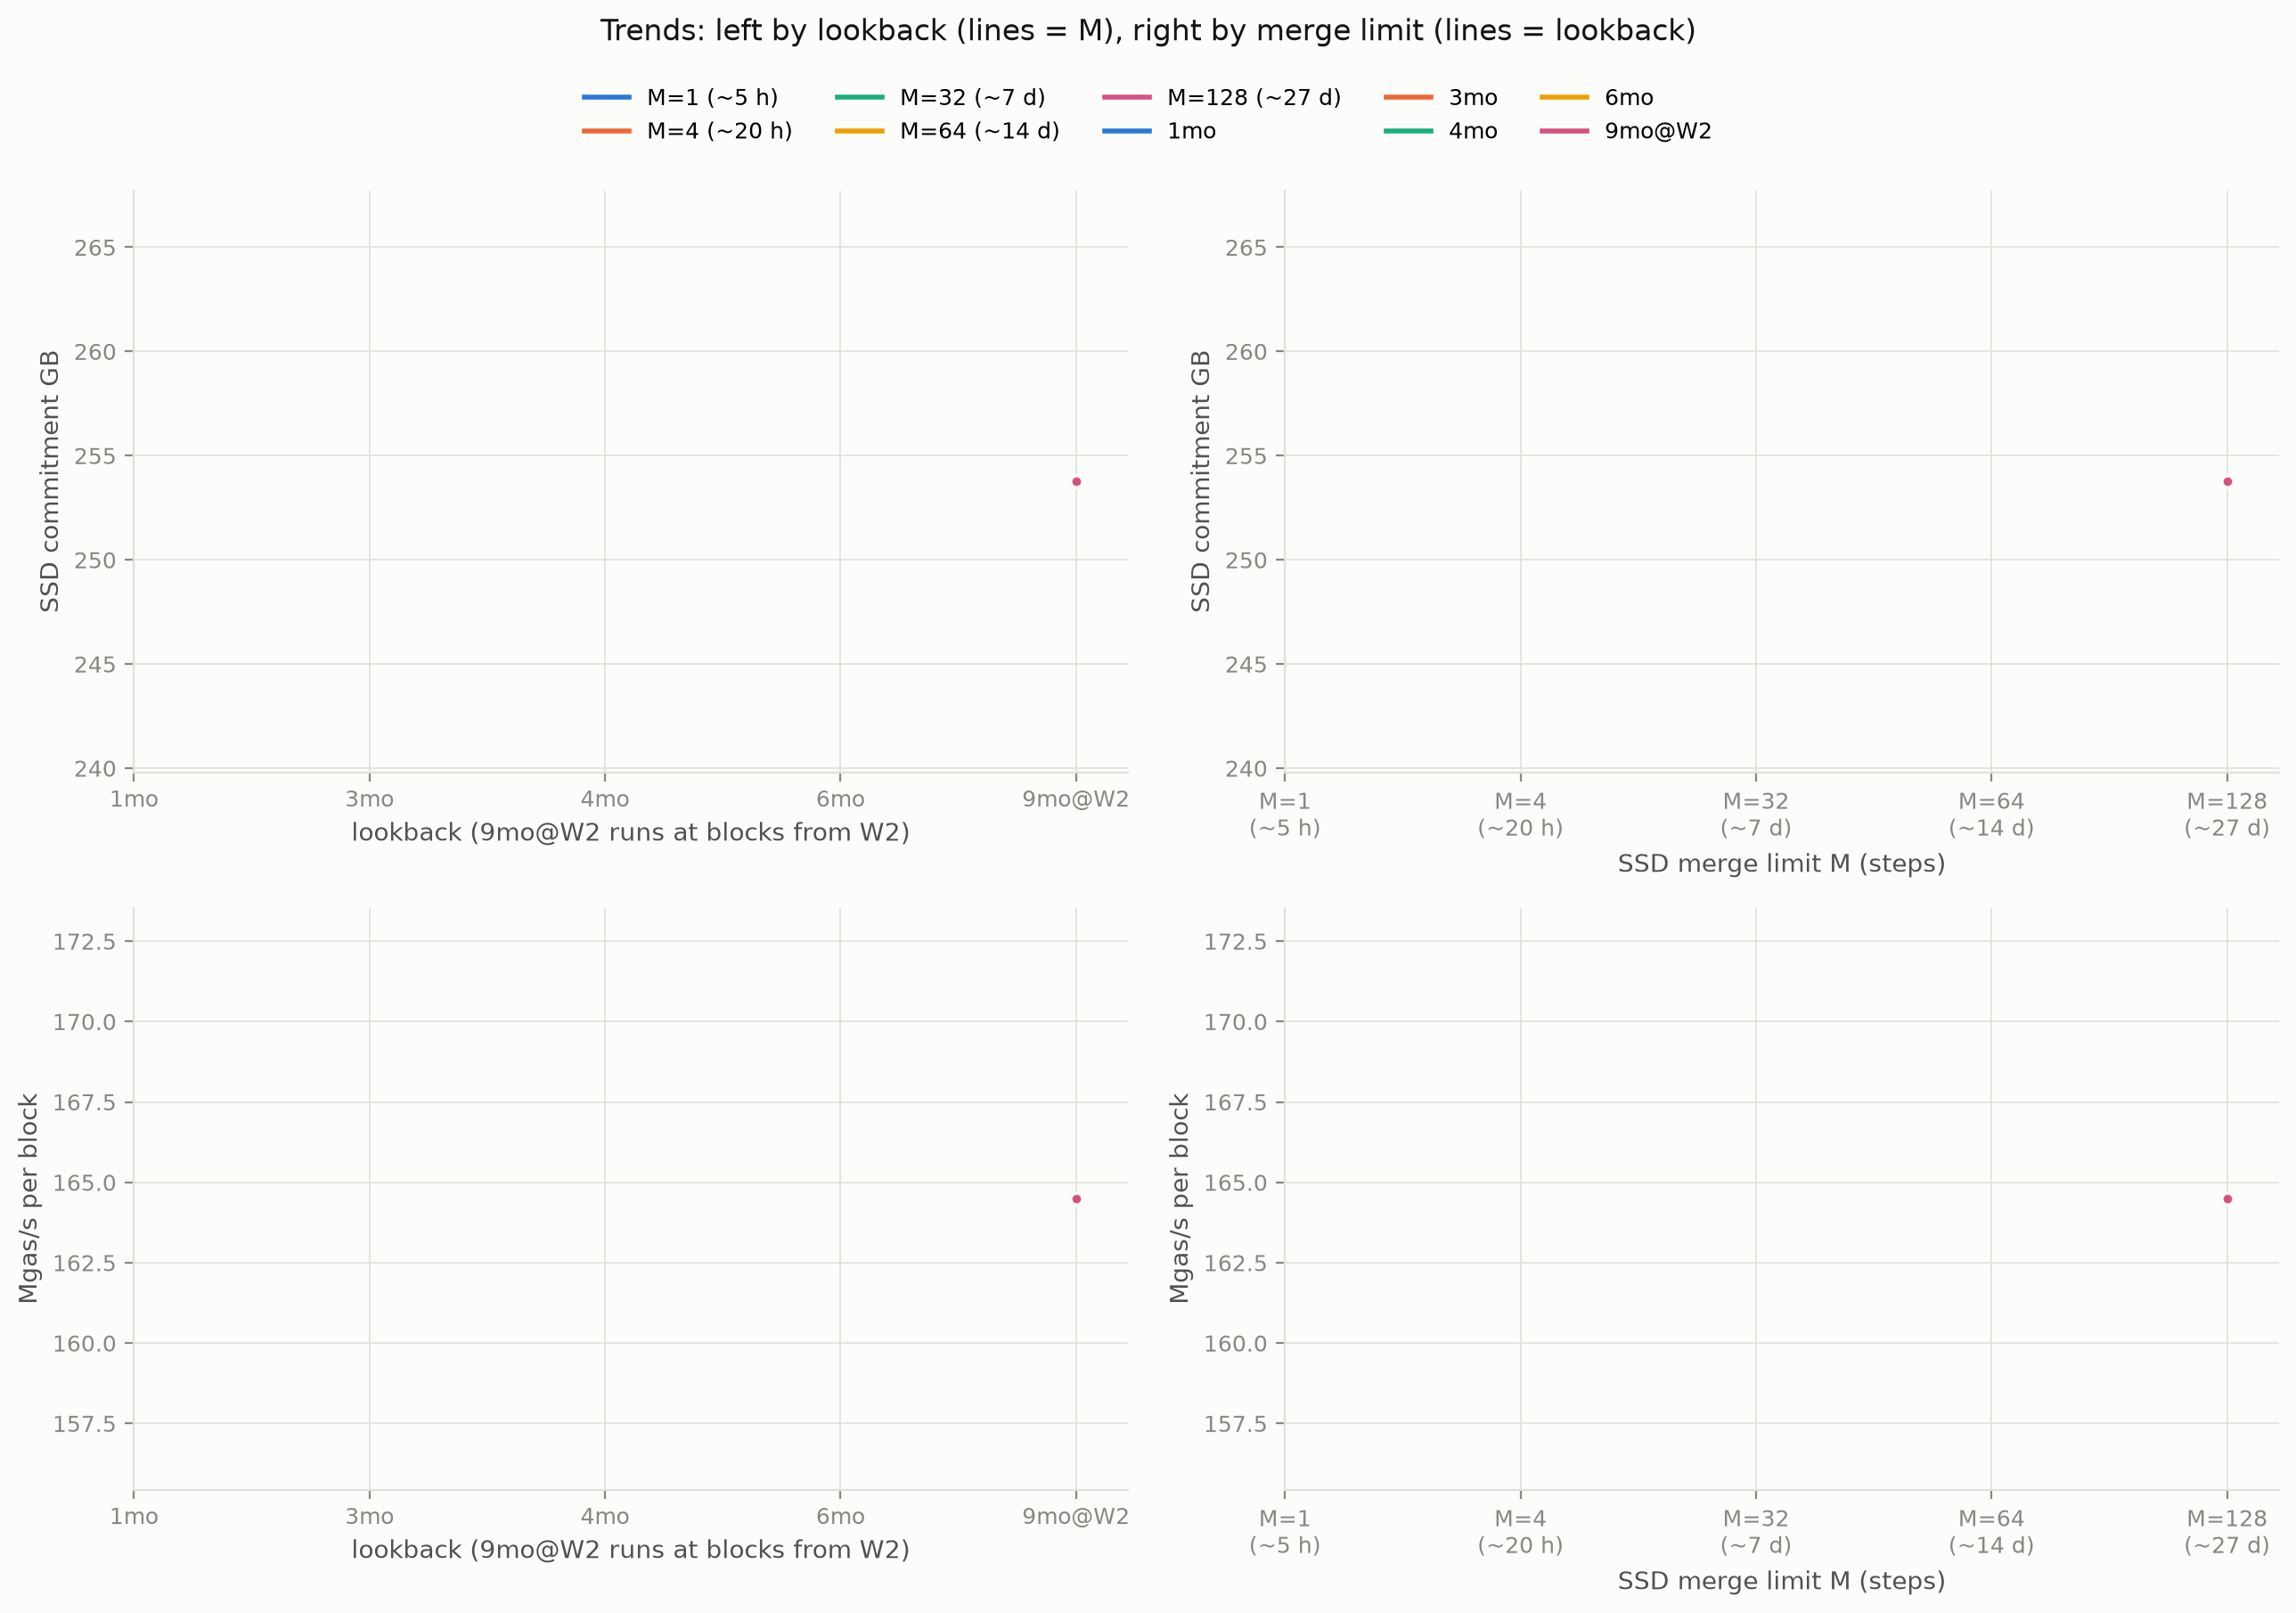 Trends: left by lookback (lines = M), right by merge limit (lines = lookback)
M=1 (~5 h)
M=4 (~20 h)
M=32 (~7 d)
M=64 (~14 d)
M=128 (~27 d)
1mo
3mo
4mo
6mo
9mo@W2
SSD commitment GB
265
260
255
250
245
240
1mo 3mo 4mo 6mo 9mo@W2
lookback (9mo@W2 runs at blocks from W2)
SSD commitment GB
265
260
255
250
245
240
M=1 M=4 M=32 M=64 M=128
(~5 h) (~20 h) (~7 d) (~14 d) (~27 d)
SSD merge limit M (steps)
Mgas/s per block
172.5
170.0
167.5
165.0
162.5
160.0
157.5
1mo 3mo 4mo 6mo 9mo@W2
lookback (9mo@W2 runs at blocks from W2)
Mgas/s per block
172.5
170.0
167.5
165.0
162.5
160.0
157.5
M=1 M=4 M=32 M=64 M=128
(~5 h) (~20 h) (~7 d) (~14 d) (~27 d)
SSD merge limit M (steps)